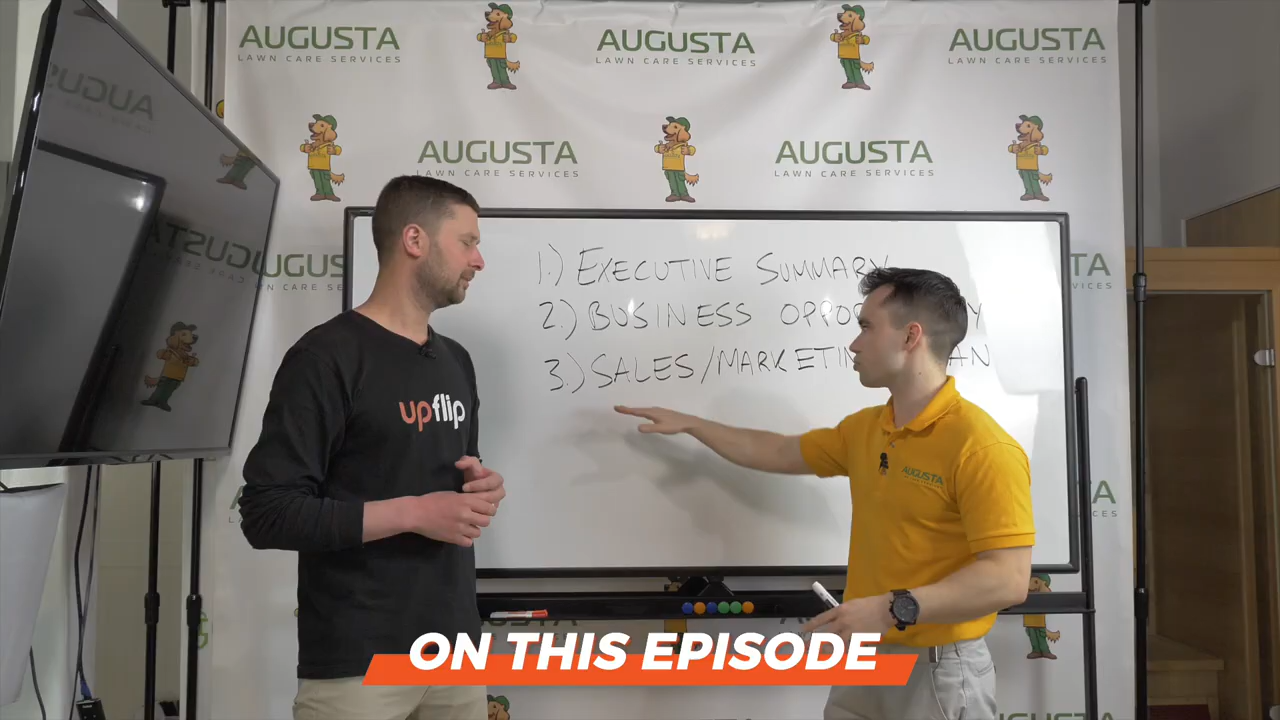 AUGUSTA AUGUSTA AUGUSTA
LAWN CARE SERVICES LAWN CARE SERVICES LAWN CARE SERVICES
AUGUSTA AUGUSTA
LAWN CARE SERVICES LAWN CARE SERVICES
1.) EXECUTIVE SUMMARY
2.) BUSINESS
3.) SALES/MARKETIN
upflip
AUGUSTA
ON THIS EPISODE